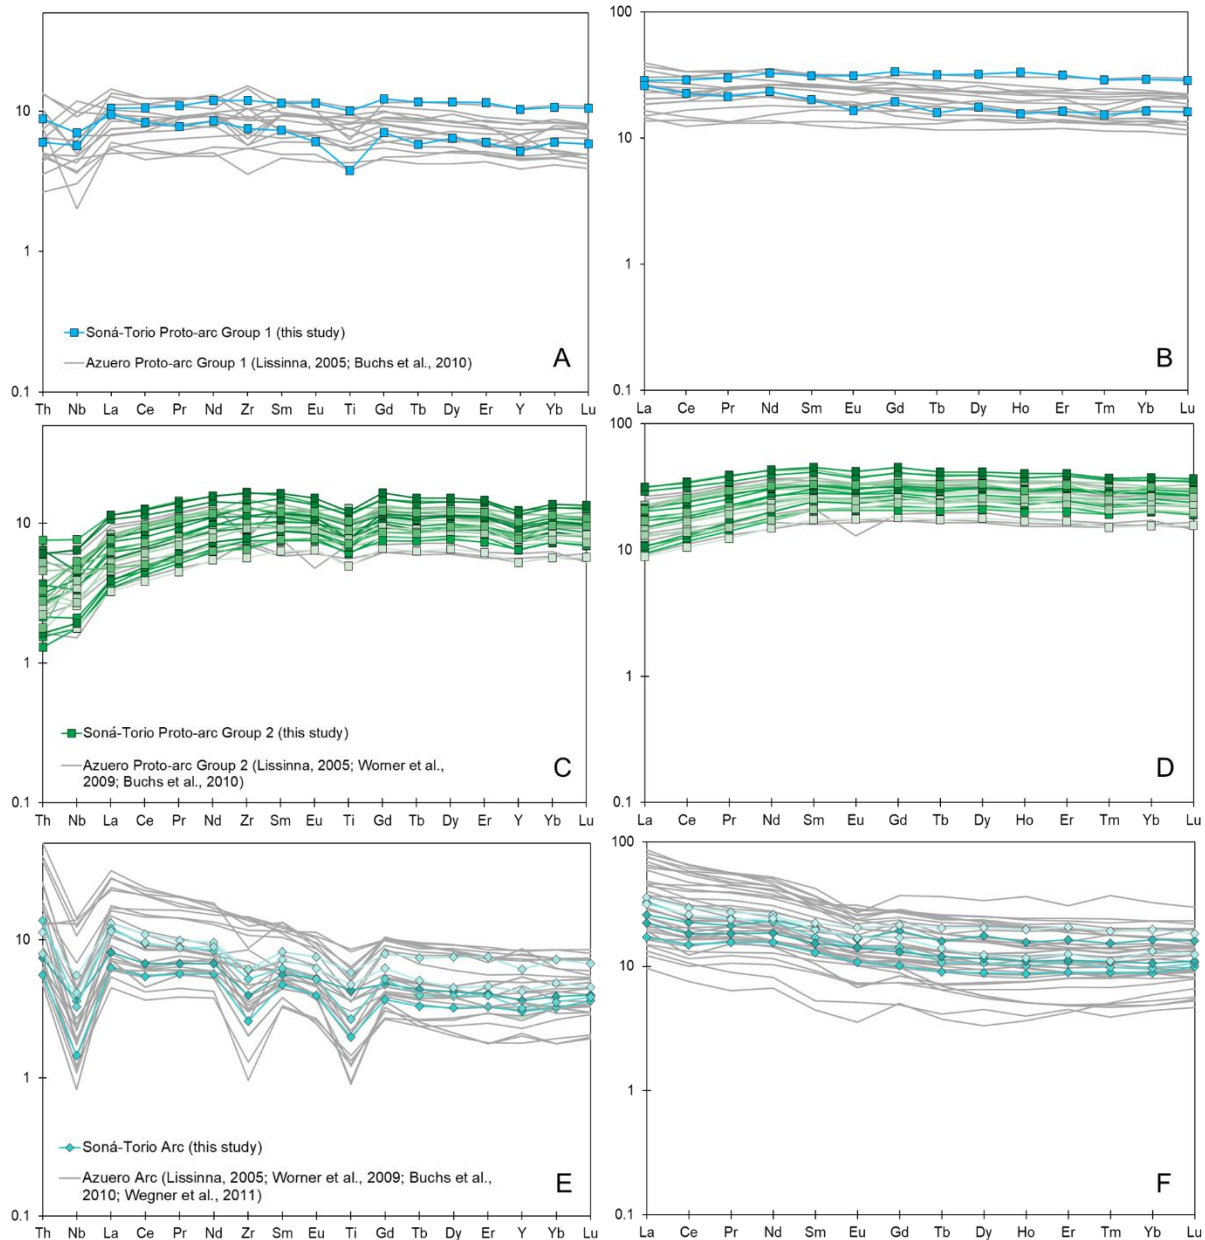 100
10
10
1
1
Soná-Torio Proto-arc Group 1 (this study)
Azuero Proto-arc Group 1 (Lissinna, 2005; Buchs et al., 2010)
A
B
0.1
0.1
Th Nb La Ce Pr Nd Zr Sm Eu Ti Gd Tb Dy Er Y Yb Lu
La Ce Pr Nd Sm Eu Gd Tb Dy Ho Er Tm Yb Lu
100
10
10
1
1
Soná-Torio Proto-arc Group 2 (this study)
Azuero Proto-arc Group 2 (Lissinna, 2005; Worner et al.,
2009; Buchs et al., 2010)
C
D
0.1
0.1
Th Nb La Ce Pr Nd Zr Sm Eu Ti Gd Tb Dy Er Y Yb Lu
La Ce Pr Nd Sm Eu Gd Tb Dy Ho Er Tm Yb Lu
100
10
10
1
1
Soná-Torio Arc (this study)
Azuero Arc (Lissinna, 2005; Worner et al., 2009; Buchs et al.,
2010; Wegner et al., 2011)
E
F
0.1
0.1
Th Nb La Ce Pr Nd Zr Sm Eu Ti Gd Tb Dy Er Y Yb Lu
La Ce Pr Nd Sm Eu Gd Tb Dy Ho Er Tm Yb Lu